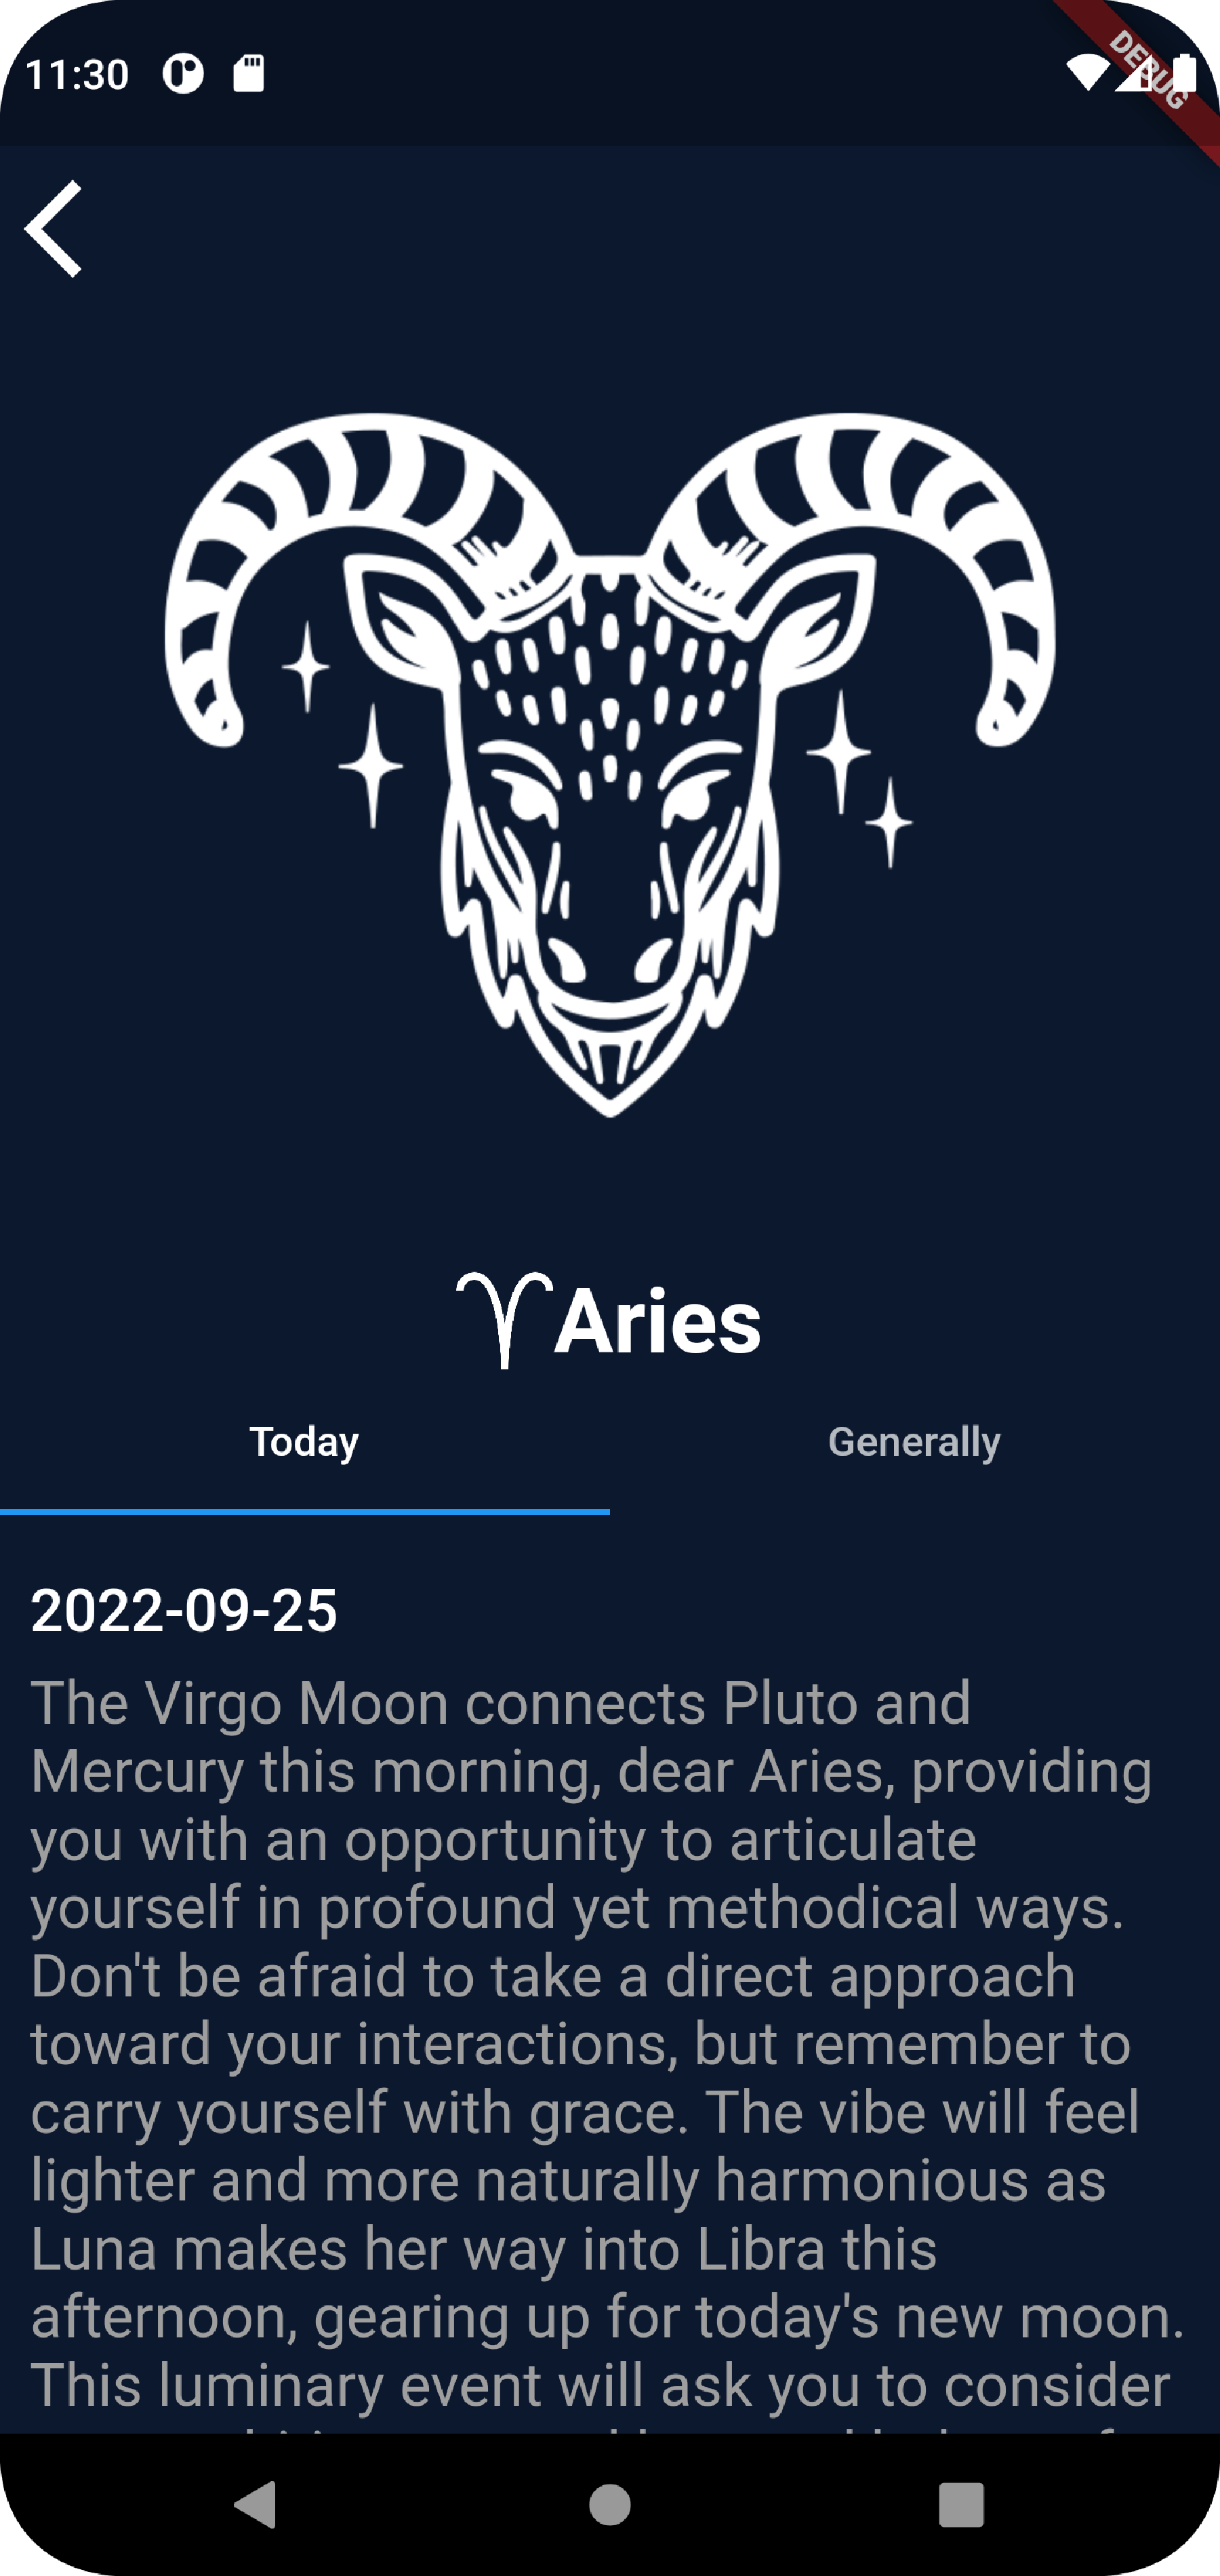 11:30
DEBUG
♈Aries
Today
Generally
2022-09-25
The Virgo Moon connects Pluto and
Mercury this morning, dear Aries, providing
you with an opportunity to articulate
yourself in profound yet methodical ways.
Don't be afraid to take a direct approach
toward your interactions, but remember to
carry yourself with grace. The vibe will feel
lighter and more naturally harmonious as
Luna makes her way into Libra this
afternoon, gearing up for today's new moon.
This luminary event will ask you to consider